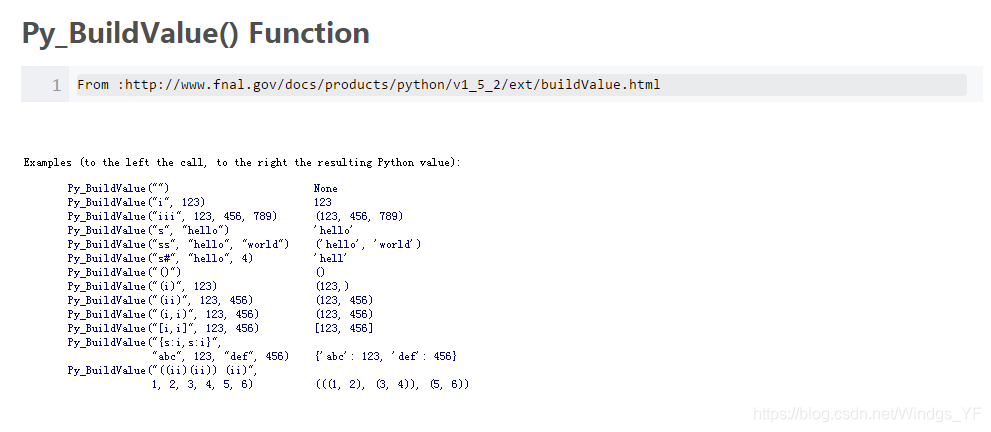 Py_BuildValue() Function
1 From :http://www.fnal.gov/docs/products/python/v1_5_2/ext/buildValue.html
Examples (to the left the call, to the right the resulting Python value):
Py_BuildValue("") None
Py_BuildValue("i", 123) 123
Py_BuildValue("iii", 123, 456, 789) (123, 456, 789)
Py_BuildValue("s", "hello") 'hello'
Py_BuildValue("ss", "hello", "world") ('hello', 'world')
Py_BuildValue("s#", "hello", 4) 'hell'
Py_BuildValue("()") ()
Py_BuildValue("(i)", 123) (123,)
Py_BuildValue("(ii)", 123, 456) (123, 456)
Py_BuildValue("(i,i)", 123, 456) (123, 456)
Py_BuildValue("[i,i]", 123, 456) [123, 456]
Py_BuildValue("{s:i,s:i}",
"abc", 123, "def", 456) {'abc': 123, 'def': 456}
Py_BuildValue("((ii)(ii)) (ii)",
1, 2, 3, 4, 5, 6) (((1, 2), (3, 4)), (5, 6))
https://blog.csdn.net/Windgs_YF